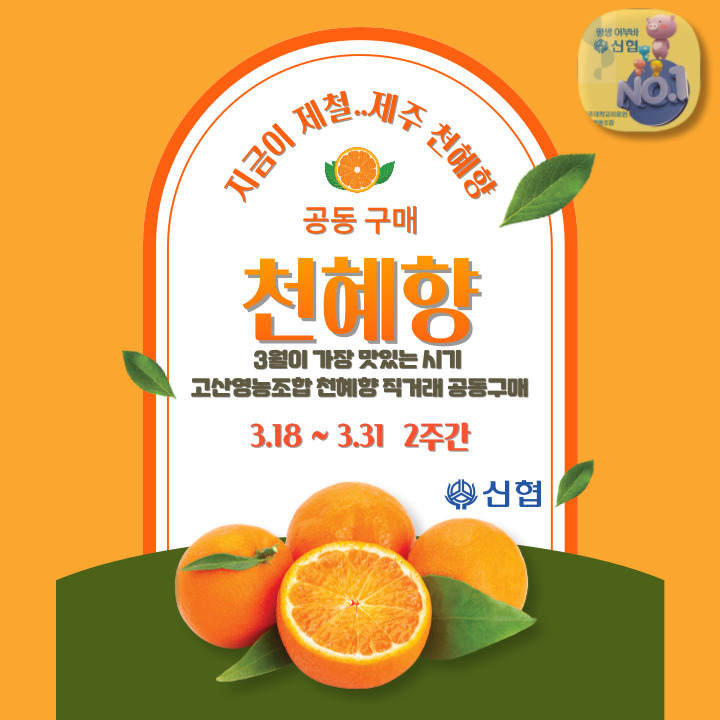 평생 어부바
신협
NO.1
지금이 제철..제주 천혜향
공동 구매
천혜향
3월이 가장 맛있는 시기
고산영농조합 천혜향 직거래 공동구매
3.18 ~ 3.31 2주간
신협